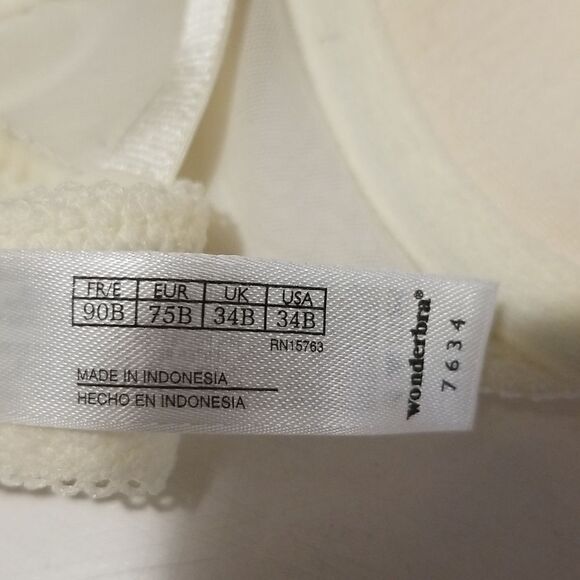 FR/E EUR UK USA
90B 75B 34B 34B
RN15763
MADE IN INDONESIA
HECHO EN INDONESIA
wonderbra®
7634